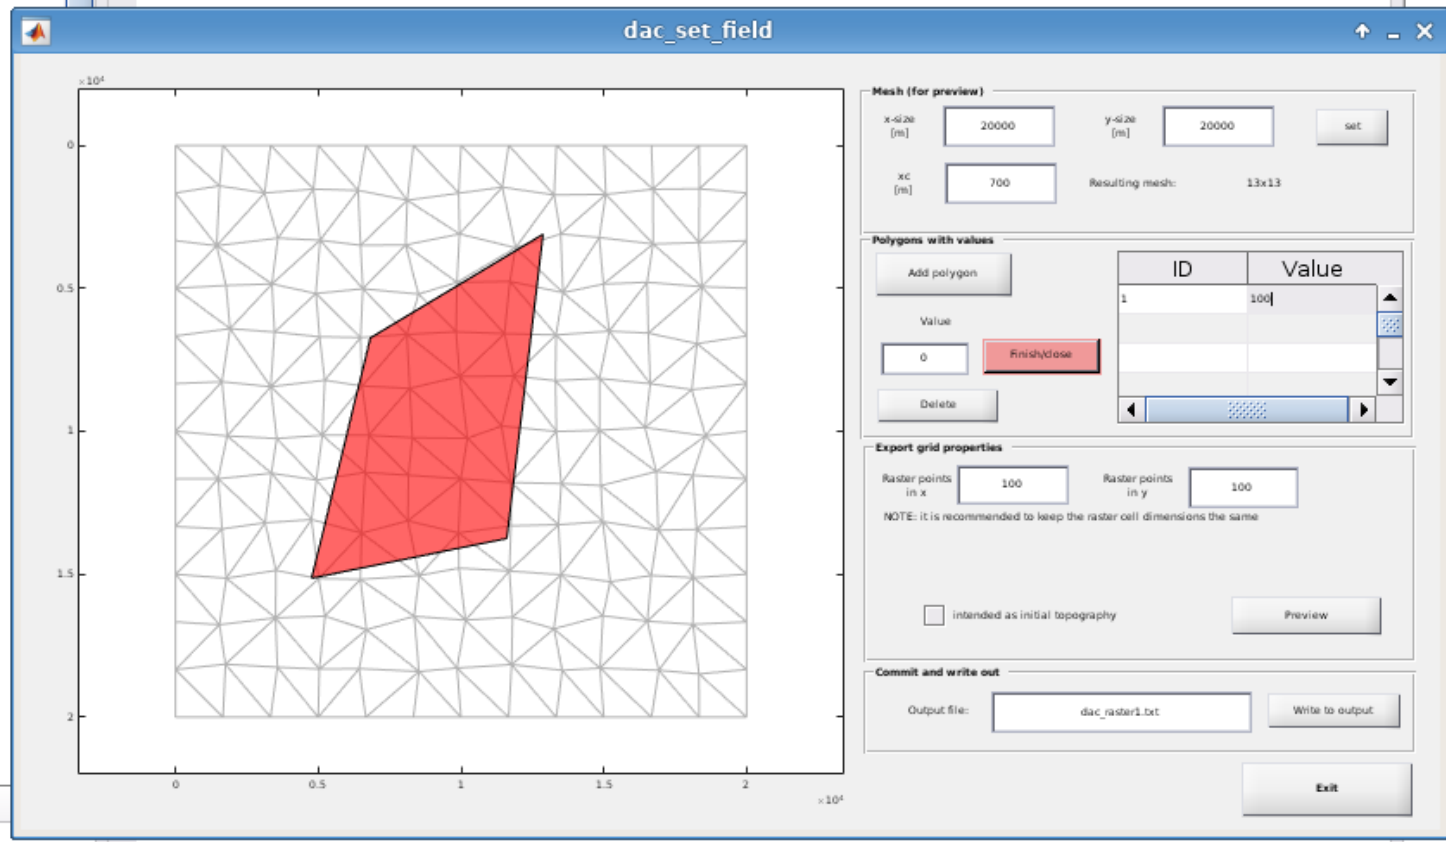 dac_set_field
×10⁴
0
0.5
1
1.5
2
0
0.5
1
1.5
2
×10⁴
Mesh (for preview)
x-size [m]
20000
y-size [m]
20000
set
xc [m]
700
Resulting mesh:
13x13
Polygons with values
Add polygon
Value
0
Finish/close
Delete
ID Value
1 100
Export grid properties
Raster points
in x
100
Raster points
in y
100
NOTE: it is recommended to keep the raster cell dimensions the same
intended as initial topography
Preview
Commit and write out
Output file:
dac_raster1.txt
Write to output
Exit